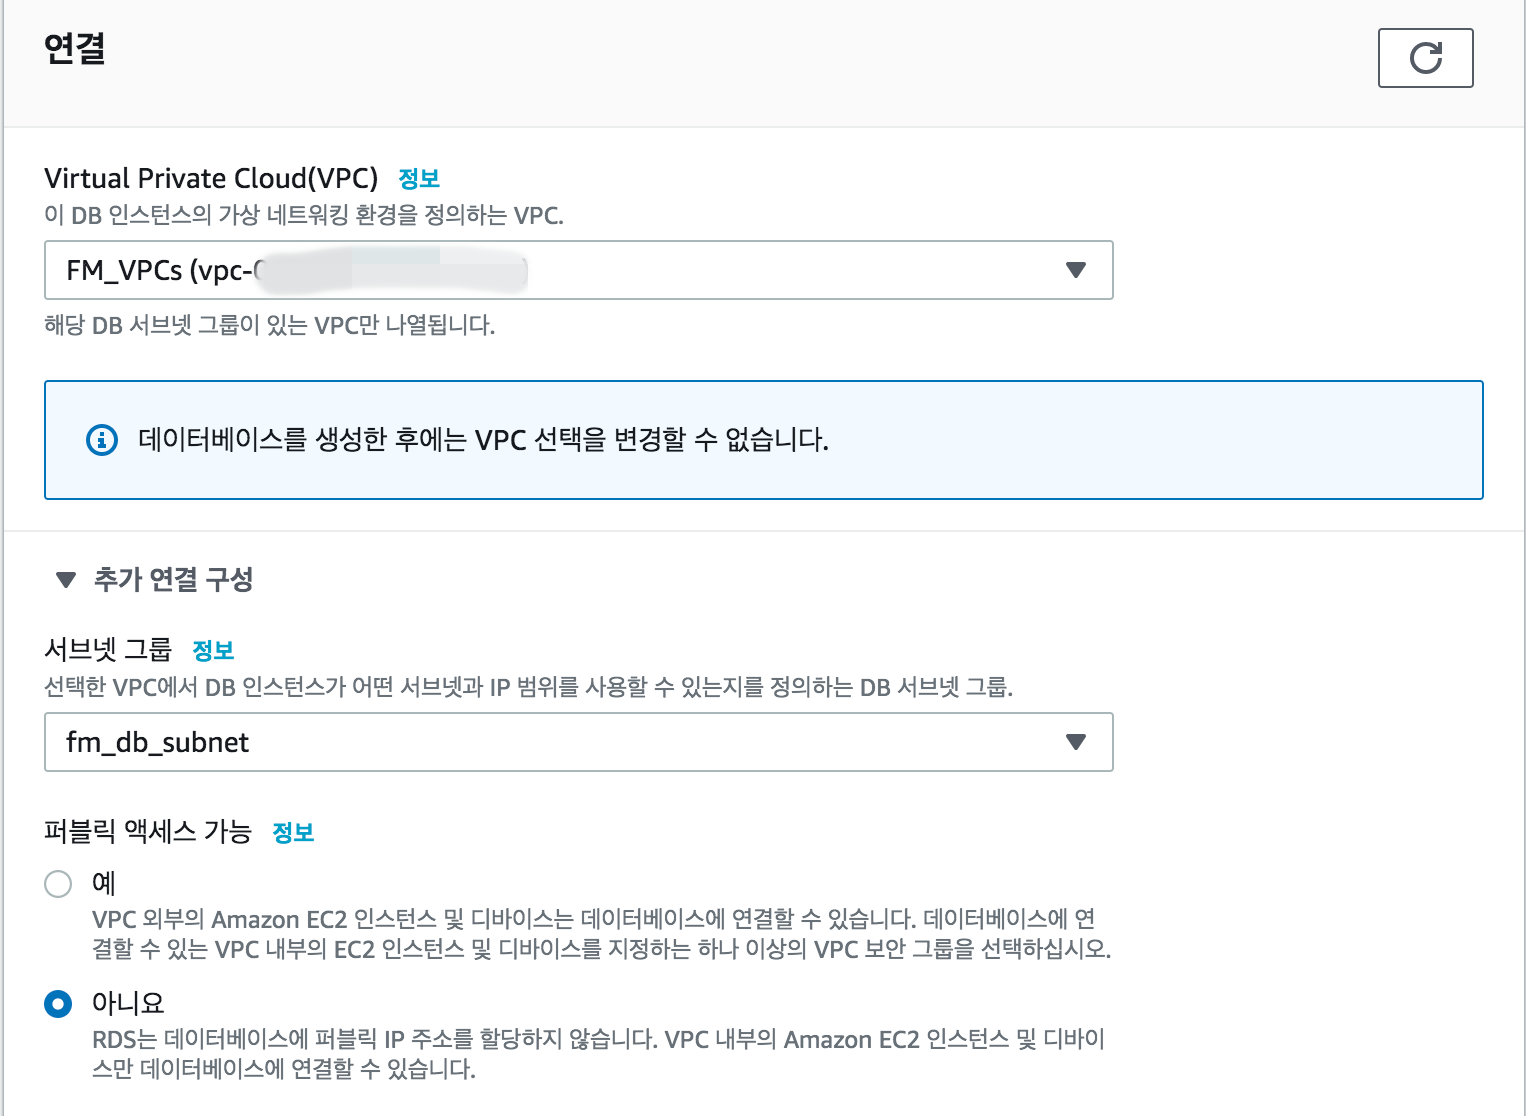 연결
Virtual Private Cloud(VPC) 정보
이 DB 인스턴스의 가상 네트워킹 환경을 정의하는 VPC.
FM_VPCs (vpc-
해당 DB 서브넷 그룹이 있는 VPC만 나열됩니다.
데이터베이스를 생성한 후에는 VPC 선택을 변경할 수 없습니다.
추가 연결 구성
서브넷 그룹 정보
선택한 VPC에서 DB 인스턴스가 어떤 서브넷과 IP 범위를 사용할 수 있는지를 정의하는 DB 서브넷 그룹.
fm_db_subnet
퍼블릭 액세스 가능 정보
예
VPC 외부의 Amazon EC2 인스턴스 및 디바이스는 데이터베이스에 연결할 수 있습니다. 데이터베이스에 연
결할 수 있는 VPC 내부의 EC2 인스턴스 및 디바이스를 지정하는 하나 이상의 VPC 보안 그룹을 선택하십시오.
아니요
RDS는 데이터베이스에 퍼블릭 IP 주소를 할당하지 않습니다. VPC 내부의 Amazon EC2 인스턴스 및 디바이
스만 데이터베이스에 연결할 수 있습니다.